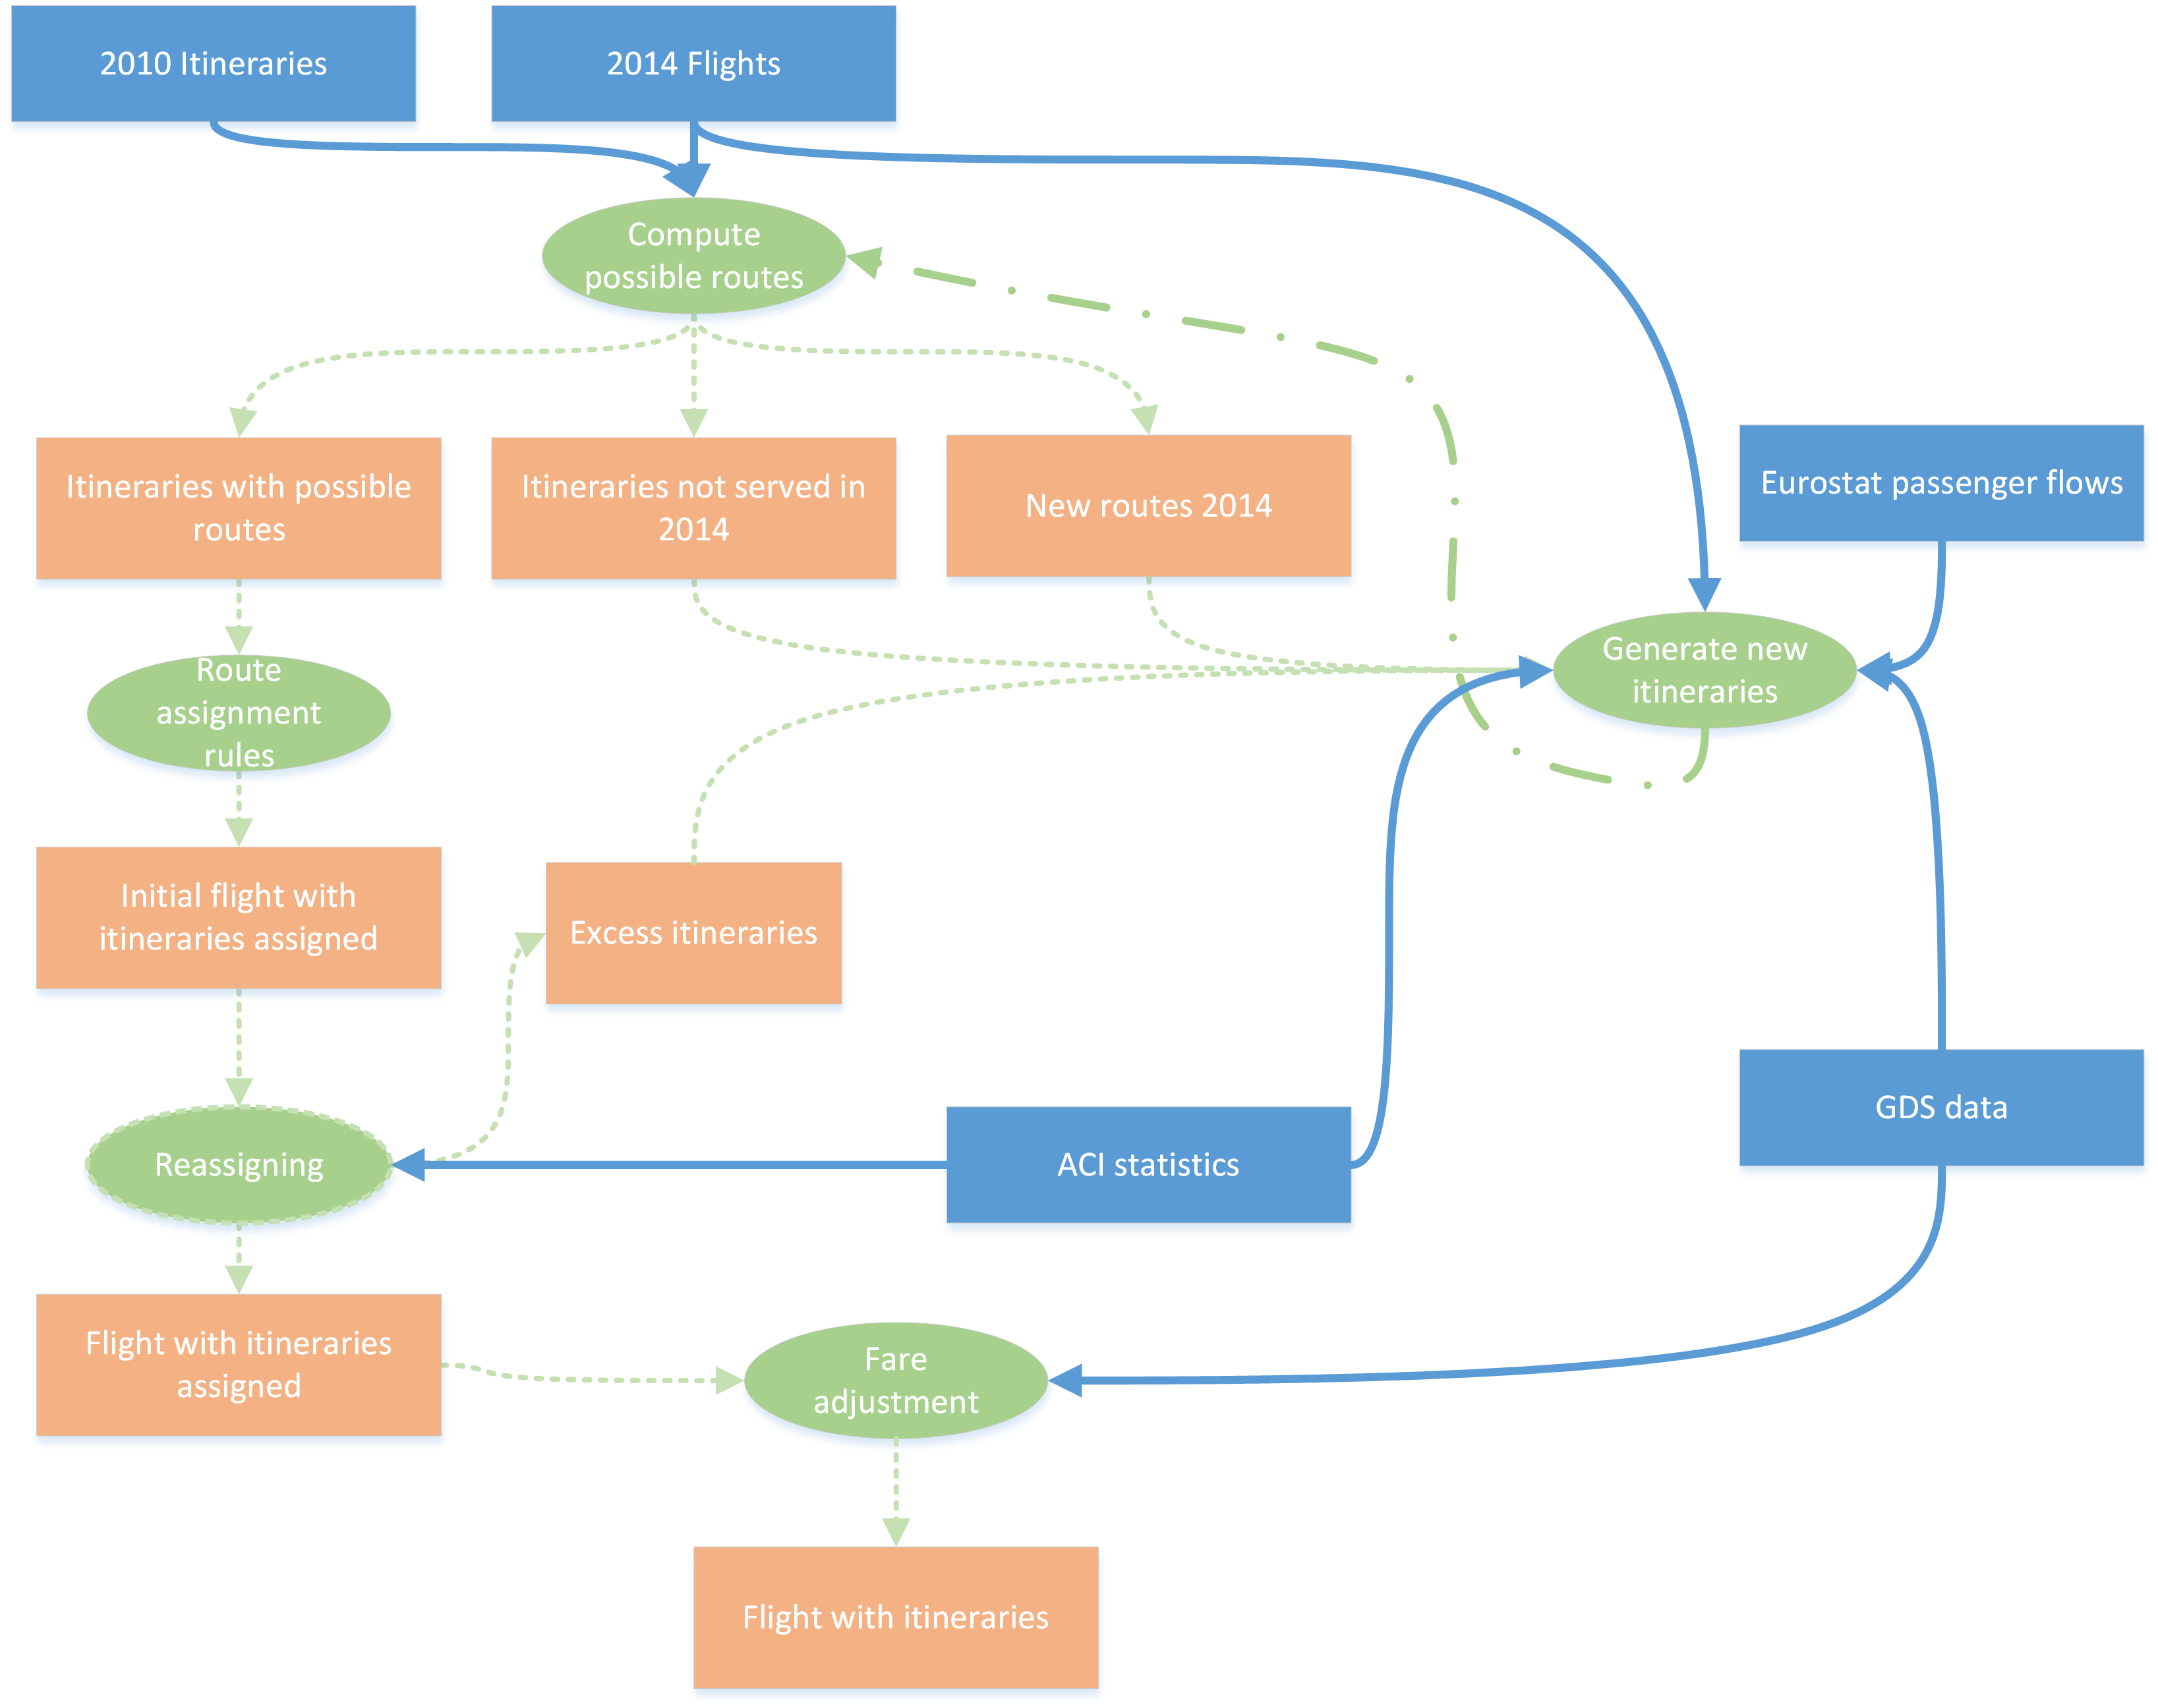 2010 Itineraries
2014 Flights
Compute
possible routes
Itineraries with possible
routes
Itineraries not served in
2014
New routes 2014
Eurostat passenger flows
Generate new
itineraries
Route
assignment
rules
Initial flight with
itineraries assigned
Excess itineraries
Reassigning
ACI statistics
GDS data
Flight with itineraries
assigned
Fare
adjustment
Flight with itineraries